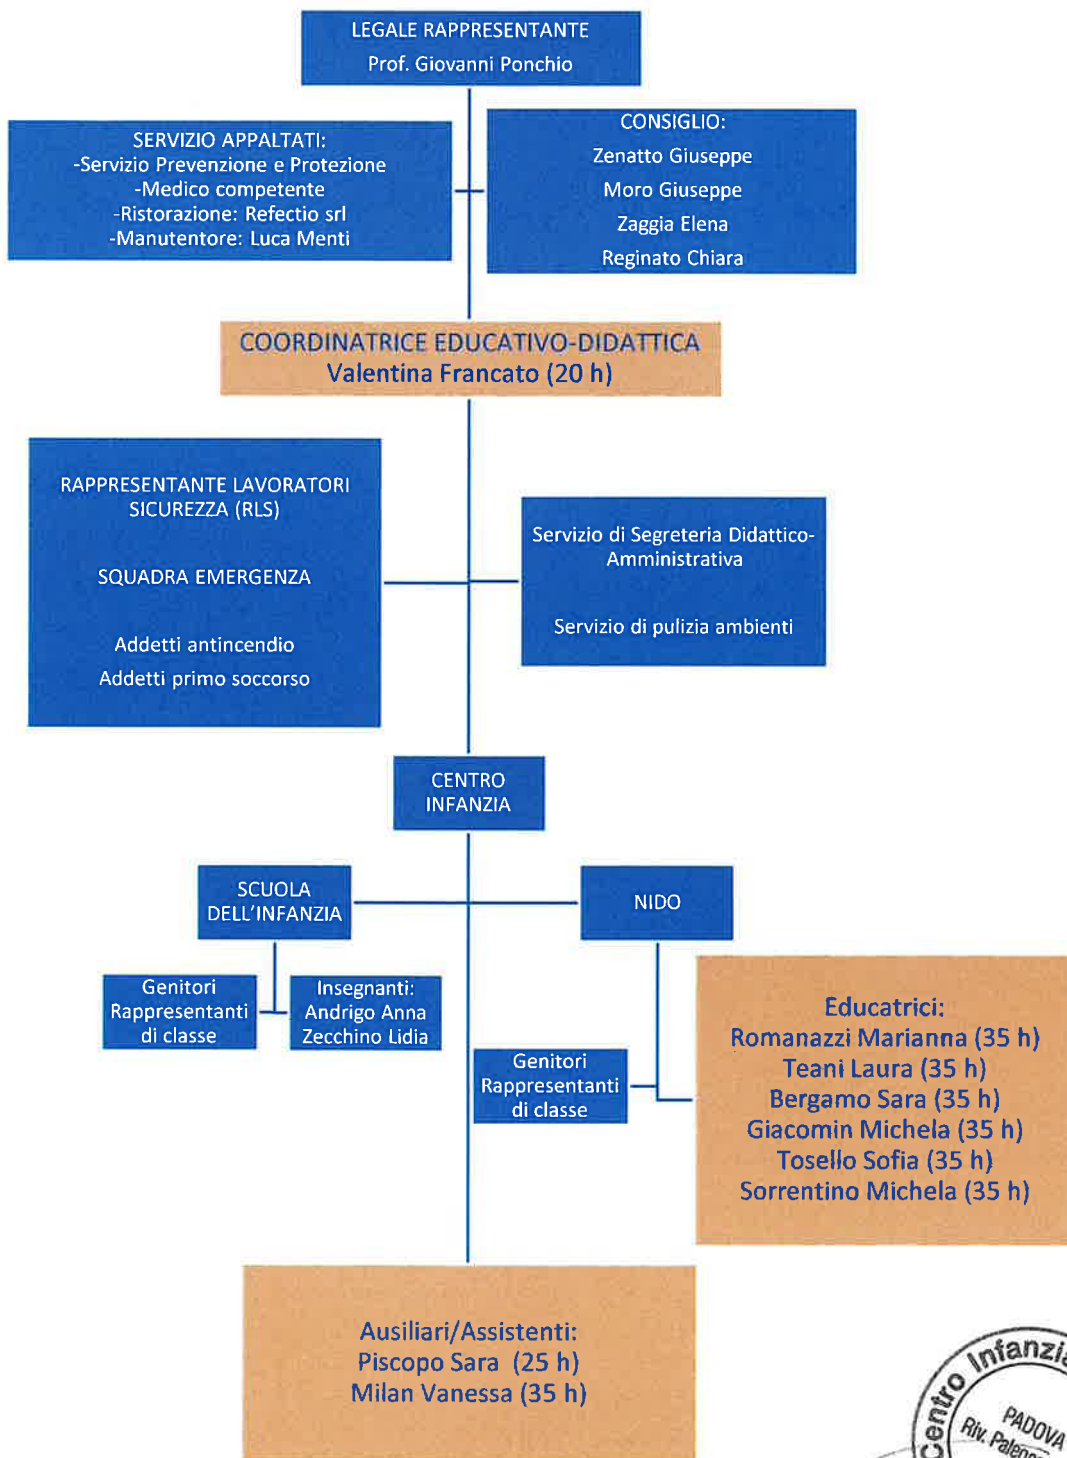 LEGALE RAPPRESENTANTE
Prof. Giovanni Ponchio
SERVIZIO APPALTATI:
-Servizio Prevenzione e Protezione
-Medico competente
-Ristorazione: Refectio srl
-Manutentore: Luca Menti
CONSIGLIO:
Zenatto Giuseppe
Moro Giuseppe
Zaggia Elena
Reginato Chiara
COORDINATRICE EDUCATIVO-DIDATTICA
Valentina Francato (20 h)
RAPPRESENTANTE LAVORATORI
SICUREZZA (RLS)
SQUADRA EMERGENZA
Addetti antincendio
Addetti primo soccorso
Servizio di Segreteria Didattico-
Amministrativa
Servizio di pulizia ambienti
CENTRO
INFANZIA
SCUOLA
DELL'INFANZIA
NIDO
Genitori
Rappresentanti
di classe
Insegnanti:
Andrigo Anna
Zecchino Lidia
Genitori
Rappresentanti
di classe
Educatrici:
Romanazzi Marianna (35 h)
Teani Laura (35 h)
Bergamo Sara (35 h)
Giacomin Michela (35 h)
Tosello Sofia (35 h)
Sorrentino Michela (35 h)
Ausiliari/Assistenti:
Piscopo Sara (25 h)
Milan Vanessa (35 h)
Centro Infanzia
PADOVA
Riv.